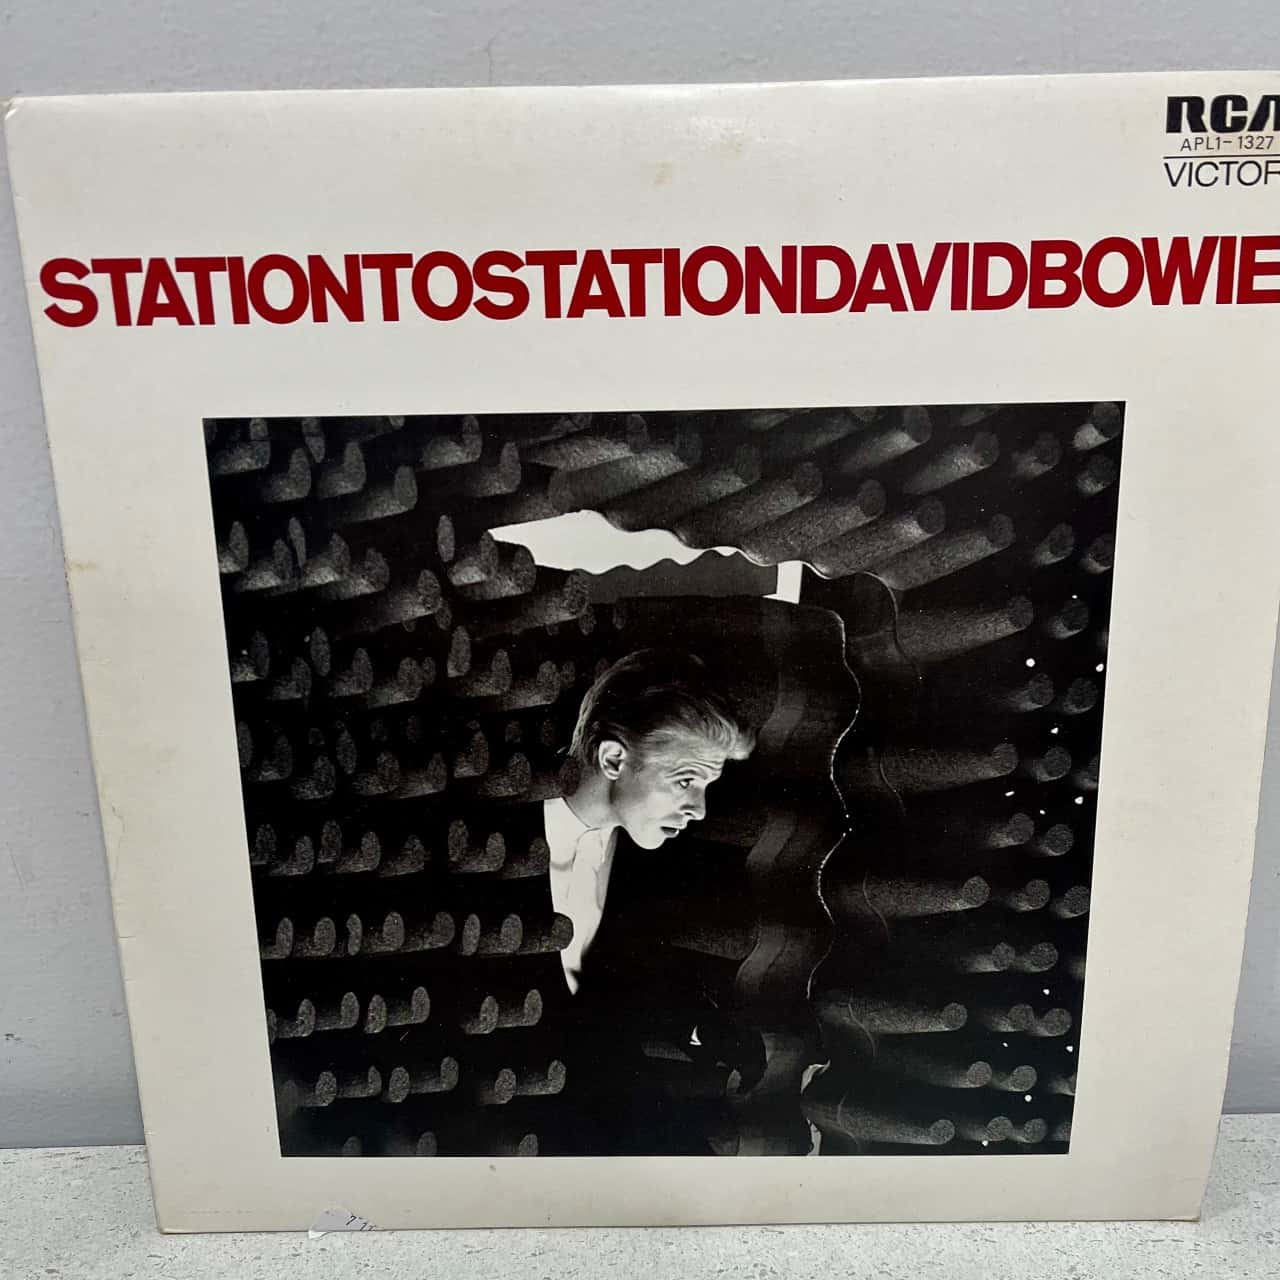 RCA
APL1-1327
VICTOR
STATIONTOSTATIONDAVIDBOWIE